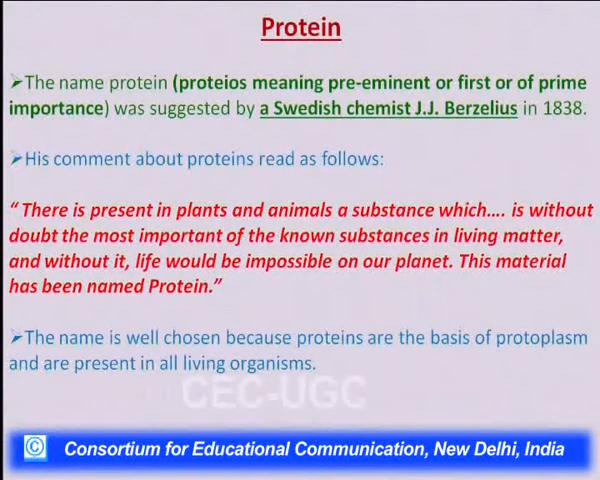 Protein
➢The name protein (proteios meaning pre-eminent or first or of prime
importance) was suggested by a Swedish chemist J.J. Berzelius in 1838.
➢His comment about proteins read as follows:
“ There is present in plants and animals a substance which…. is without
doubt the most important of the known substances in living matter,
and without it, life would be impossible on our planet. This material
has been named Protein.”
➢The name is well chosen because proteins are the basis of protoplasm
and are present in all living organisms.
CEC-UGC
© Consortium for Educational Communication, New Delhi, India